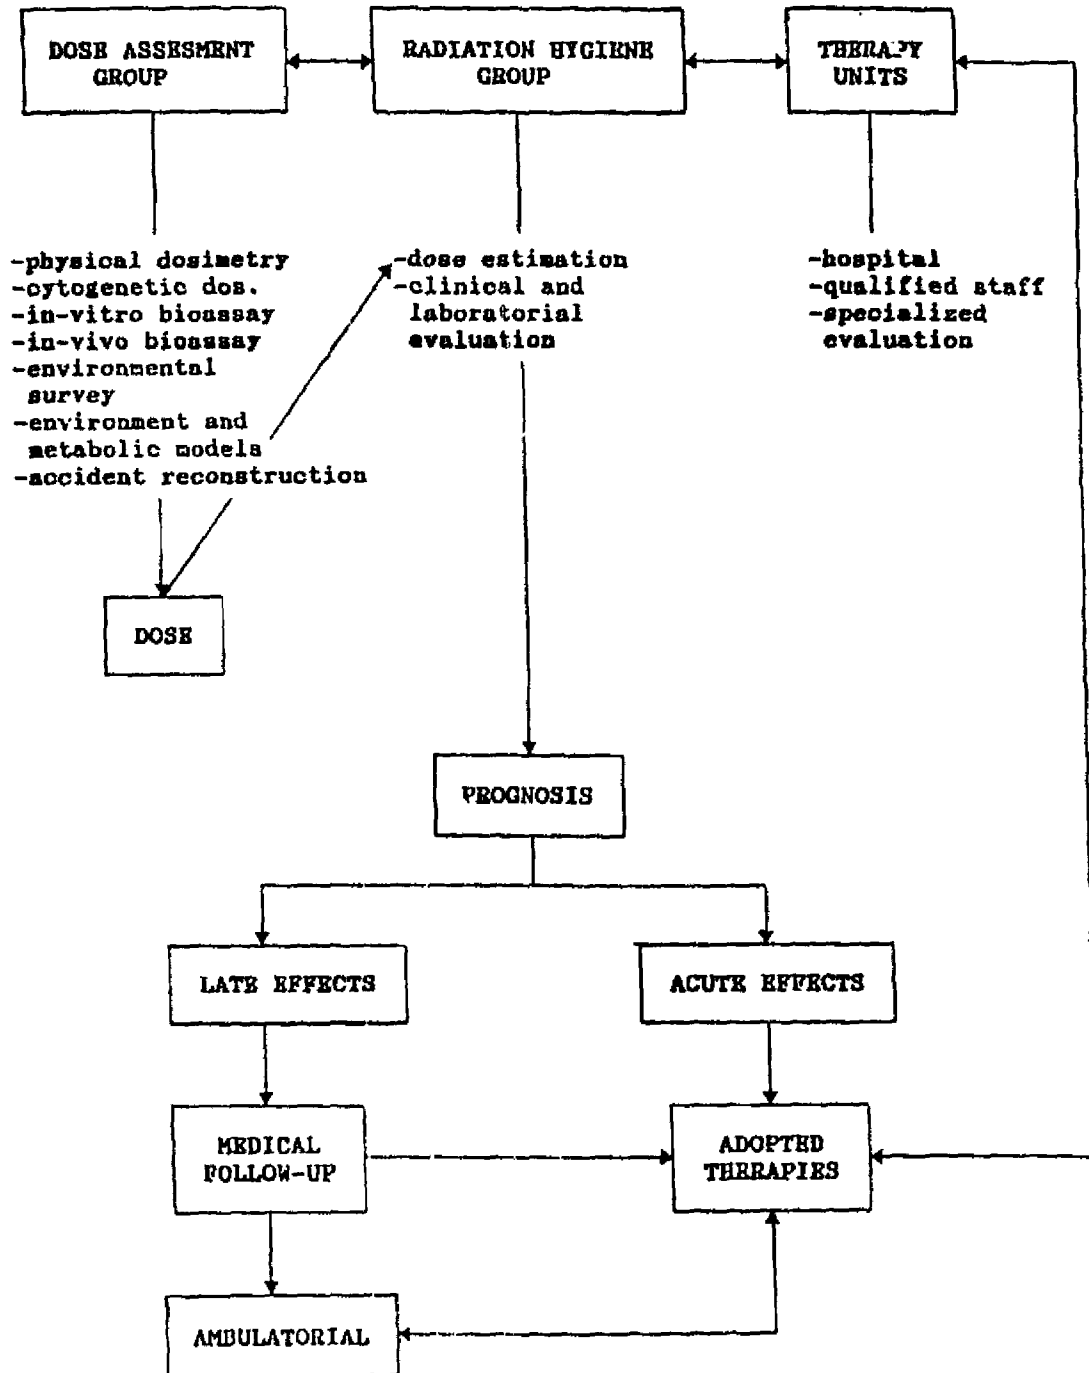 DOSE ASSESMENT
GROUP
RADIATION HYGIENE
GROUP
THERAPY
UNITS
-physical dosimetry
-cytogenetic dos.
-in-vitro bioassay
-in-vivo bioassay
-environmental
survey
-environment and
metabolic models
-accident reconstruction
-dose estimation
-clinical and
laboratorial
evaluation
-hospital
-qualified staff
-specialized
evaluation
DOSE
PROGNOSIS
LATE EFFECTS
ACUTE EFFECTS
MEDICAL
FOLLOW-UP
ADOPTED
THERAPIES
AMBULATORIAL